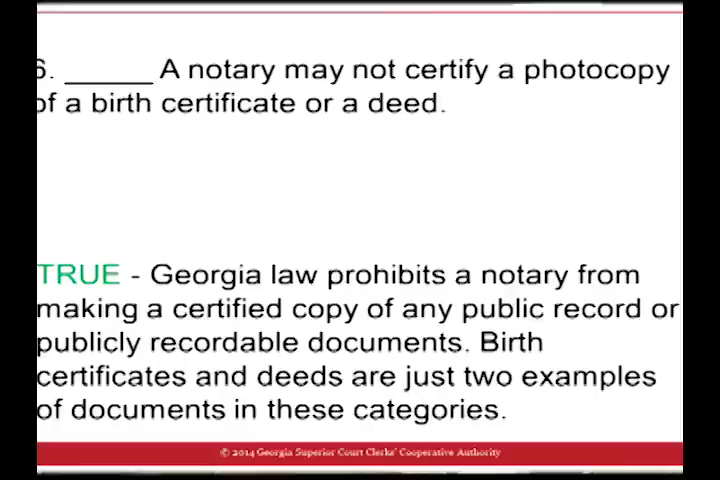 6. _____ A notary may not certify a photocopy
of a birth certificate or a deed.
TRUE - Georgia law prohibits a notary from
making a certified copy of any public record or
publicly recordable documents. Birth
certificates and deeds are just two examples
of documents in these categories.
© 2014 Georgia Superior Court Clerks' Cooperative Authority